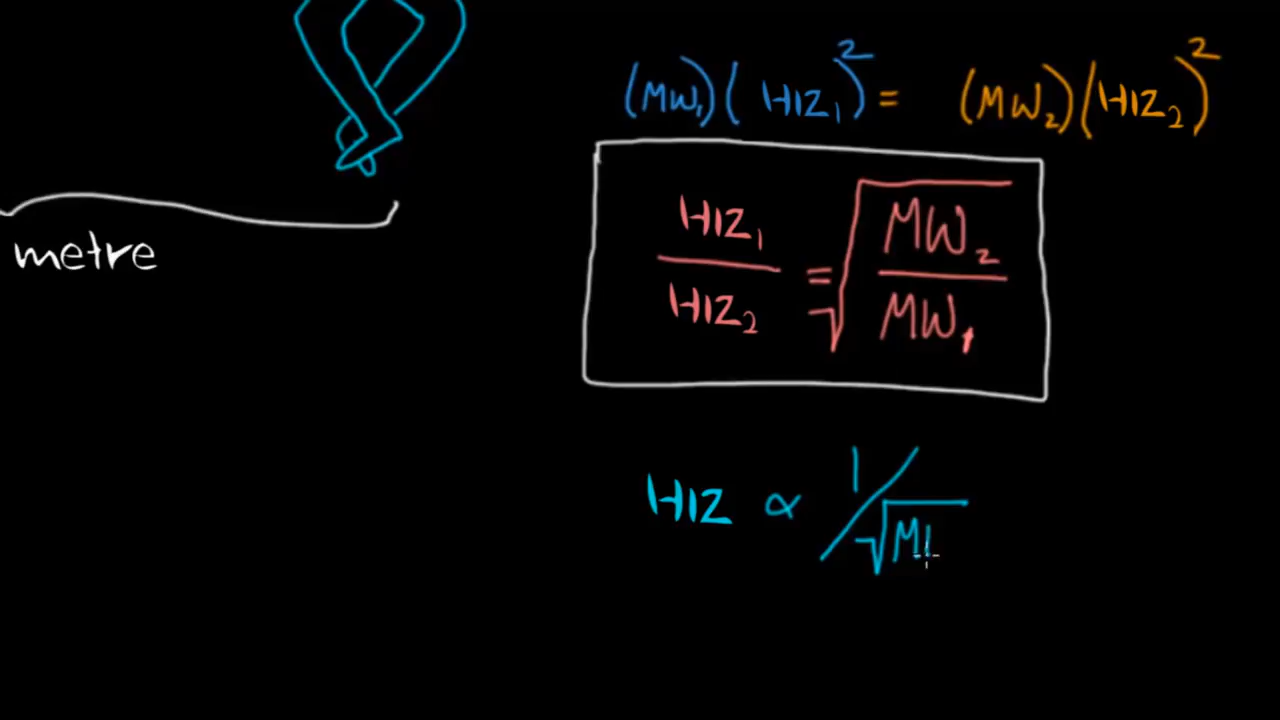 (MW₁)(HIZ₁)² = (MW₂)(HIZ₂)²
metre
HIZ₁/HIZ₂ = √(MW₂/MW₁)
HIZ ∝ 1/√M